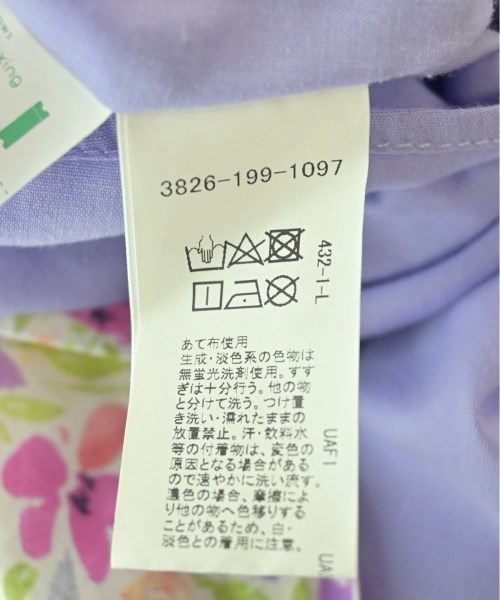 3826-199-1097
432-I-L
あて布使用
生成・淡色系の色物は
無蛍光洗剤使用。すす
ぎは十分行う。他の物
と分けて洗う。つけ置
き洗い・濡れたままの
放置禁止。汗・飲料水
等の付着物は、変色の
原因となる場合がある
ので速やかに洗い流す。
濃色の場合、摩擦によ
り他の物へ色移りする
ことがあるため、白・
淡色との着用に注意。
UAF1
UA